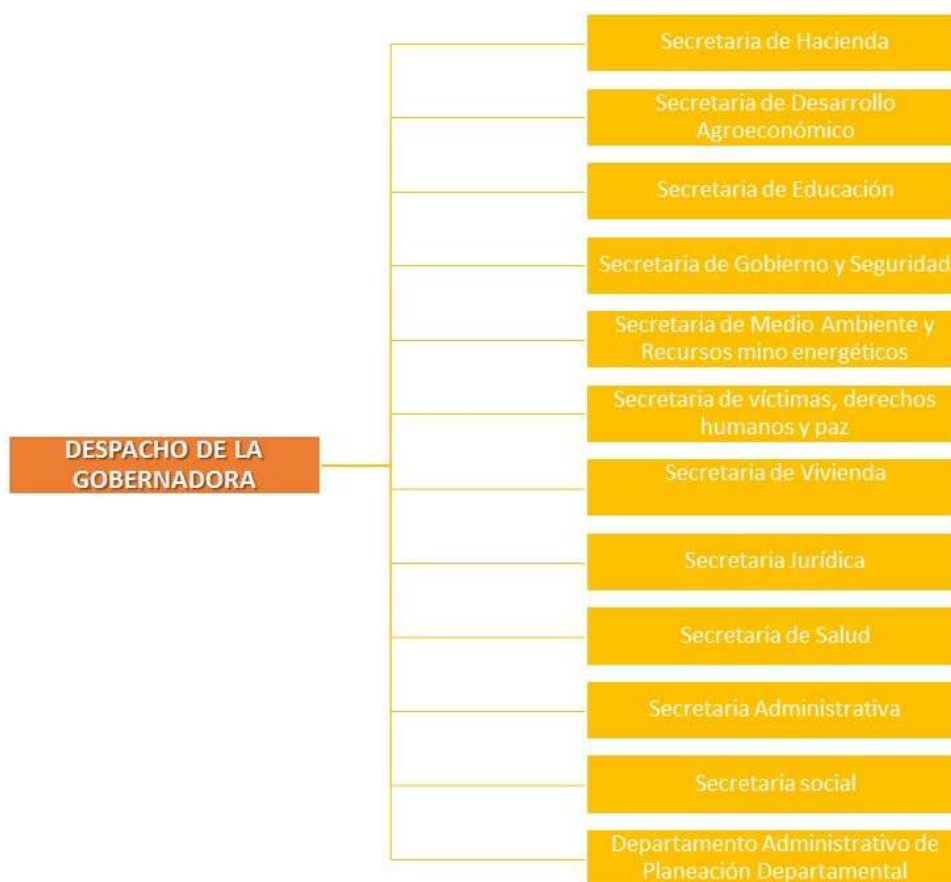 Secretaria de Hacienda
Secretaria de Desarrollo
Agroeconómico
Secretaria de Educación
Secretaria de Gobierno y Seguridad
Secretaria de Medio Ambiente y
Recursos mino energéticos
Secretaria de víctimas, derechos
humanos y paz
DESPACHO DE LA
GOBERNADORA
Secretaria de Vivienda
Secretaria Jurídica
Secretaria de Salud
Secretaria Administrativa
Secretaria social
Departamento Administrativo de
Planeación Departamental